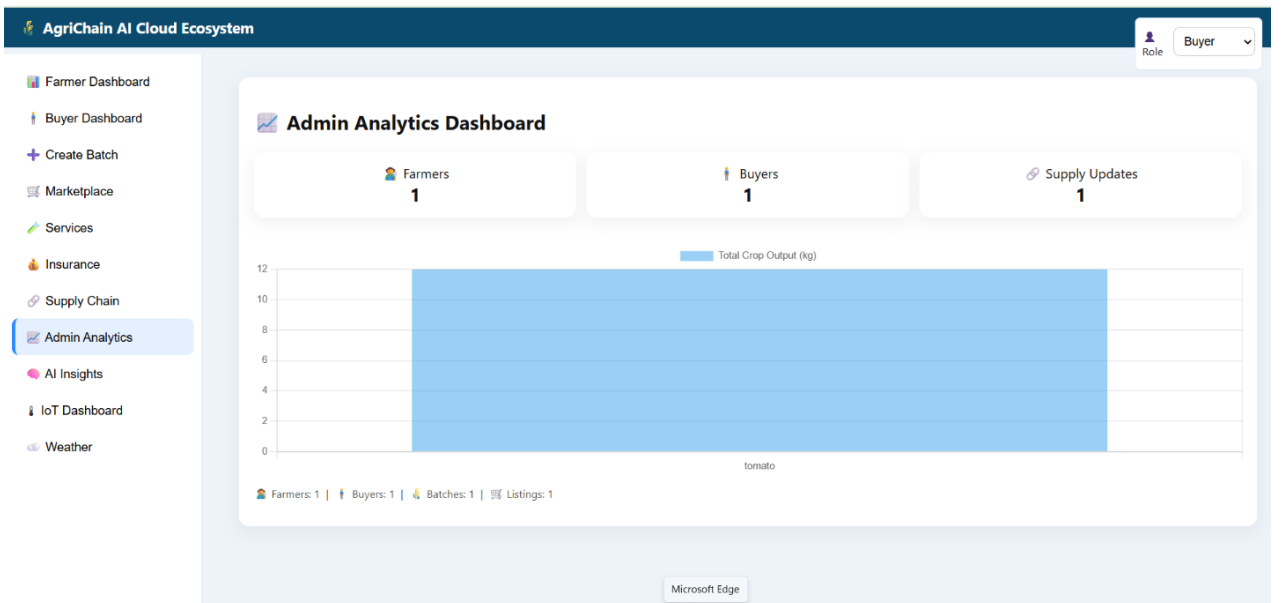 AgriChain AI Cloud Ecosystem
Role
Buyer
Farmer Dashboard
Buyer Dashboard
Create Batch
Marketplace
Services
Insurance
Supply Chain
Admin Analytics
AI Insights
IoT Dashboard
Weather
Admin Analytics Dashboard
Farmers
1
Buyers
1
Supply Updates
1
Total Crop Output (kg)
12
10
8
6
4
2
0
tomato
Farmers: 1 | Buyers: 1 | Batches: 1 | Listings: 1
Microsoft Edge